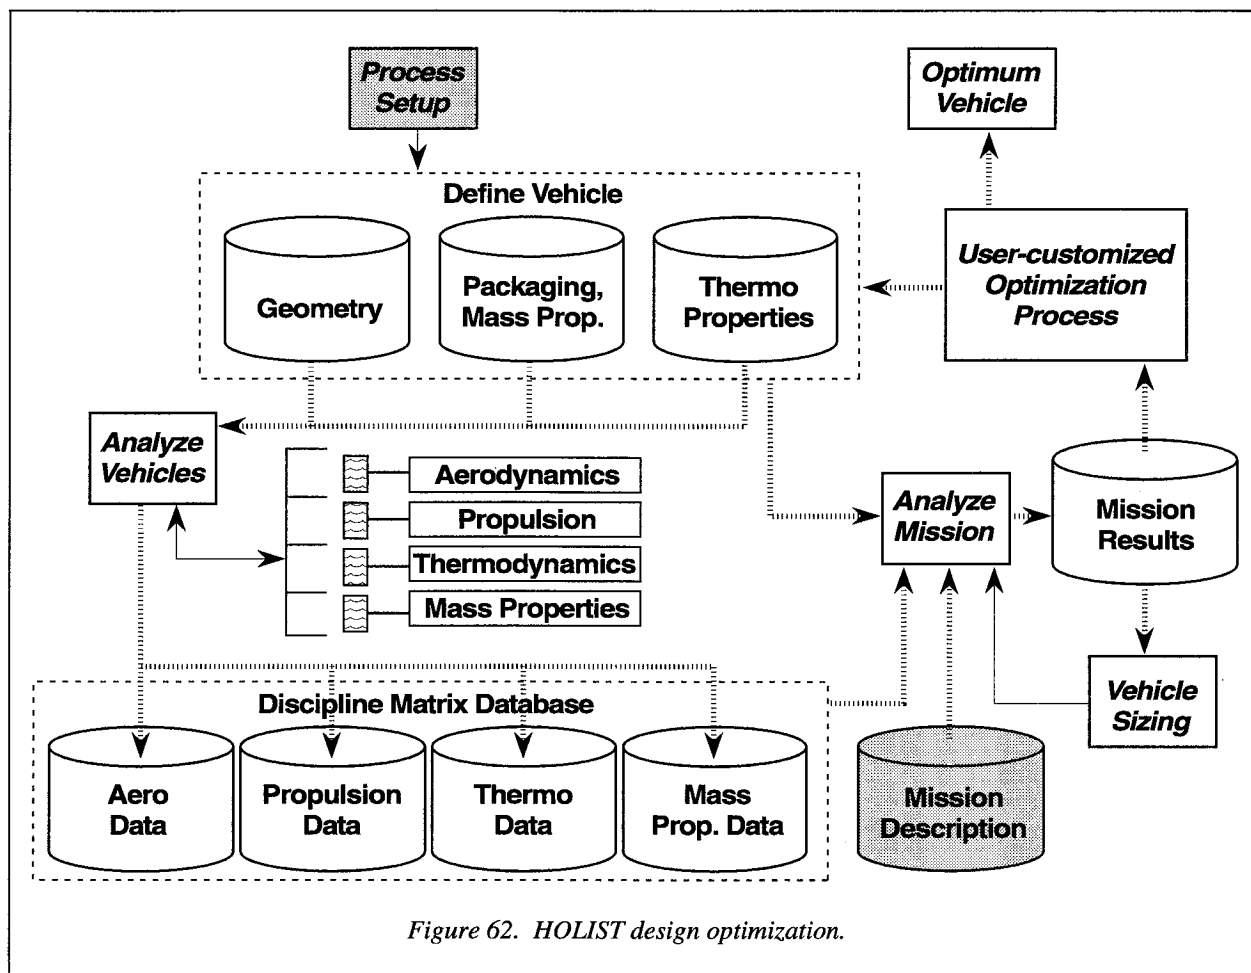 Process
Setup
Optimum
Vehicle
Define Vehicle
Geometry
Packaging,
Mass Prop.
Thermo
Properties
User-customized
Optimization
Process
Analyze
Vehicles
Aerodynamics
Propulsion
Thermodynamics
Mass Properties
Analyze
Mission
Mission
Results
Vehicle
Sizing
Discipline Matrix Database
Aero
Data
Propulsion
Data
Thermo
Data
Mass
Prop. Data
Mission
Description
Figure 62. HOLIST design optimization.